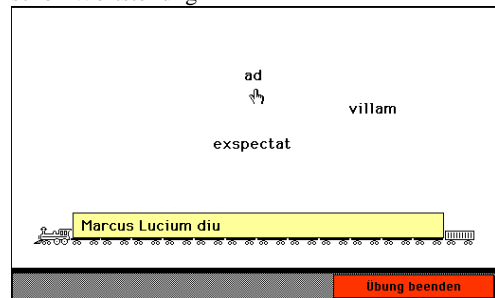 ad
villam
exspectat
Marcus Lucium diu
Übung beenden